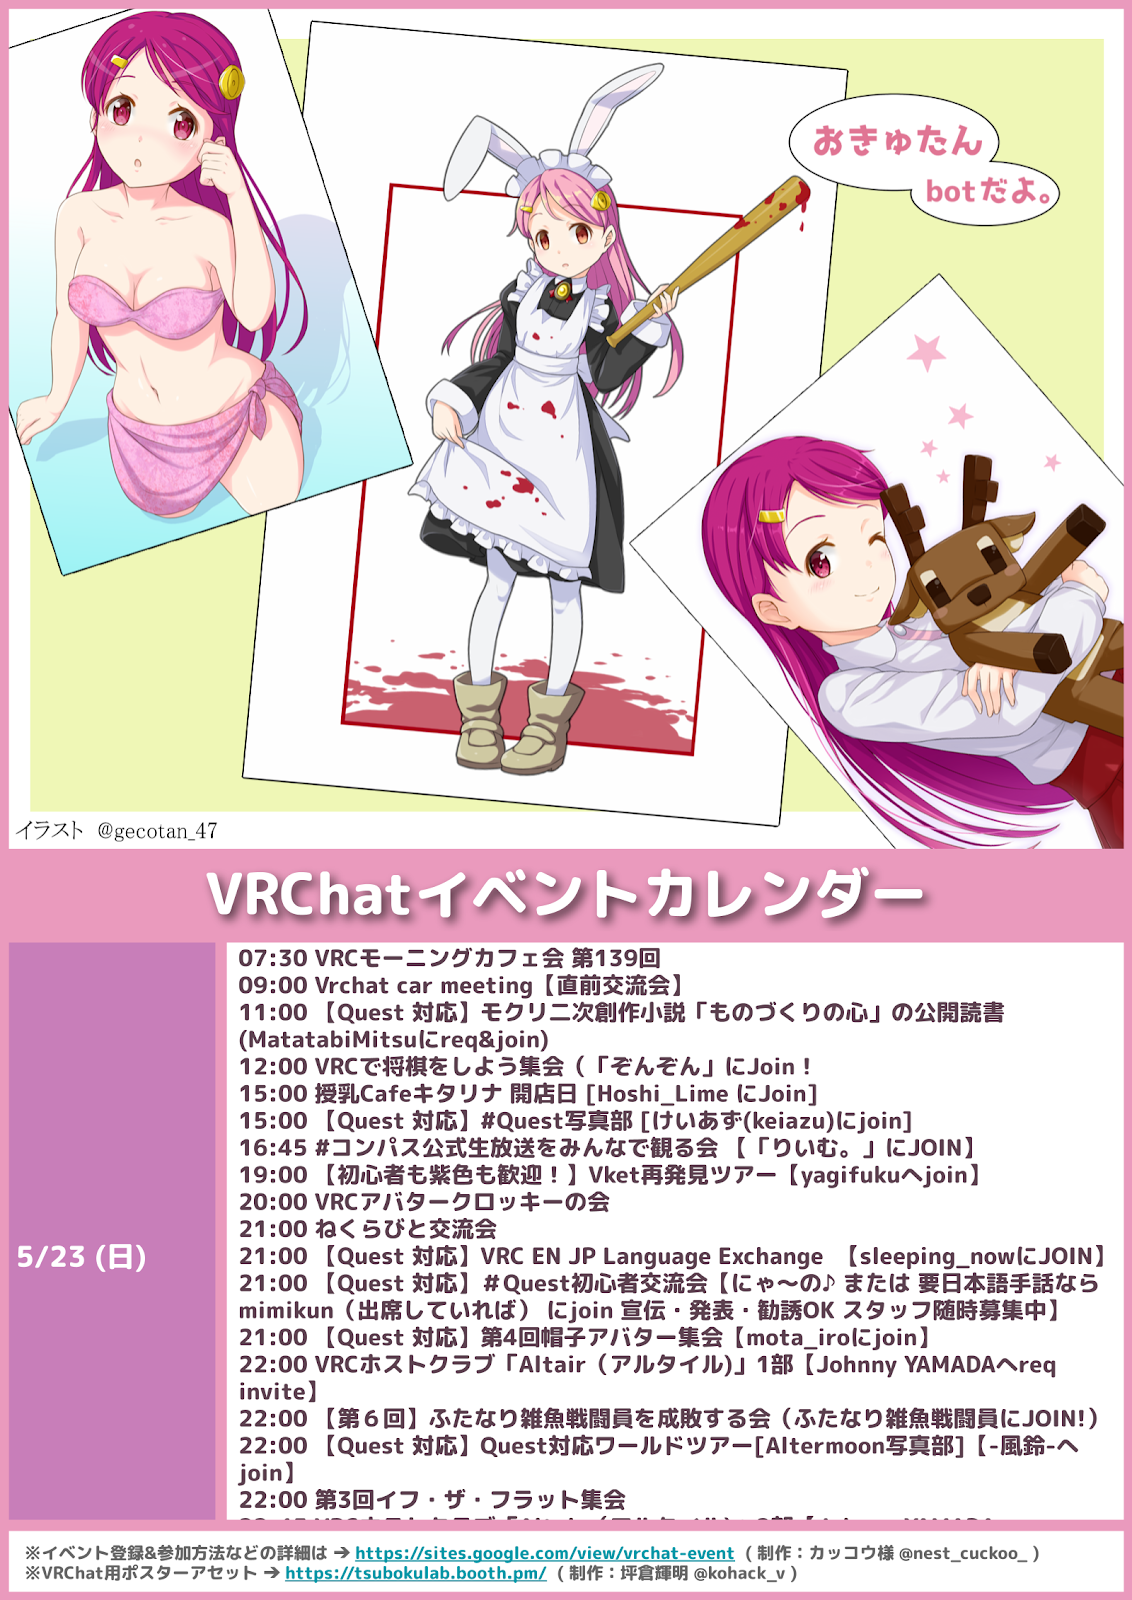 おきゅたん
botだよ。
イラスト @gecotan_47
VRChatイベントカレンダー
5/23 (日)
07:30 VRCモーニングカフェ会 第139回
09:00 Vrchat car meeting【直前交流会】
11:00 【Quest 対応】モクリ二次創作小説「ものづくりの心」の公開読書
(MatatabiMitsuにreq&join)
12:00 VRCで将棋をしよう集会（「ぞんぞん」にJoin！
15:00 授乳Cafeキタリナ 開店日 [Hoshi_Lime にJoin]
15:00 【Quest 対応】#Quest写真部 [けいあず(keiazu)にjoin]
16:45 #コンパス公式生放送をみんなで観る会 【「りいむ。」にJOIN】
19:00 【初心者も紫色も歓迎！】Vket再発見ツアー【yagifukuへjoin】
20:00 VRCアバタークロッキーの会
21:00 ねくらびと交流会
21:00 【Quest 対応】VRC EN JP Language Exchange 【sleeping_nowにJOIN】
21:00 【Quest 対応】＃Quest初心者交流会【にゃ～の♪ または 要日本語手話なら
mimikun（出席していれば） にjoin 宣伝・発表・勧誘OK スタッフ随時募集中】
21:00 【Quest 対応】第4回帽子アバター集会【mota_iroにjoin】
22:00 VRCホストクラブ「Altair（アルタイル)」1部【Johnny YAMADAへreq
invite】
22:00 【第６回】ふたなり雑魚戦闘員を成敗する会（ふたなり雑魚戦闘員にJOIN!）
22:00 【Quest 対応】Quest対応ワールドツアー[Altermoon写真部]【-風鈴-へ
join】
22:00 第3回イフ・ザ・フラット集会
※イベント登録&参加方法などの詳細は ➔ https://sites.google.com/view/vrchat-event ( 制作：カッコウ様 @nest_cuckoo_ )
※VRChat用ポスターアセット ➔ https://tsubokulab.booth.pm/ ( 制作：坪倉輝明 @kohack_v )